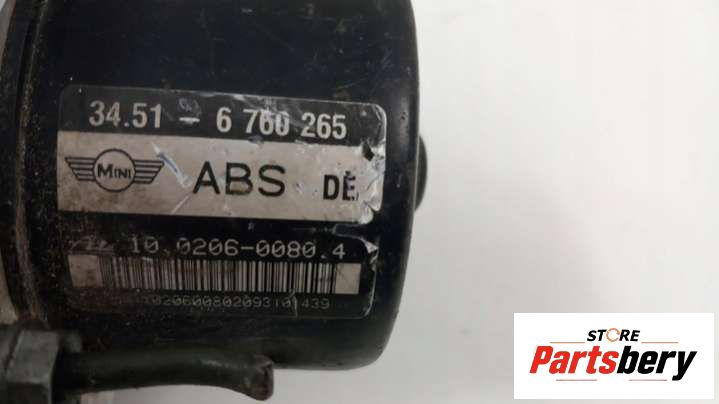 34.51 - 6 760 265
MINI
ABS DE
10.0206-0080.4
STORE
Partsbery